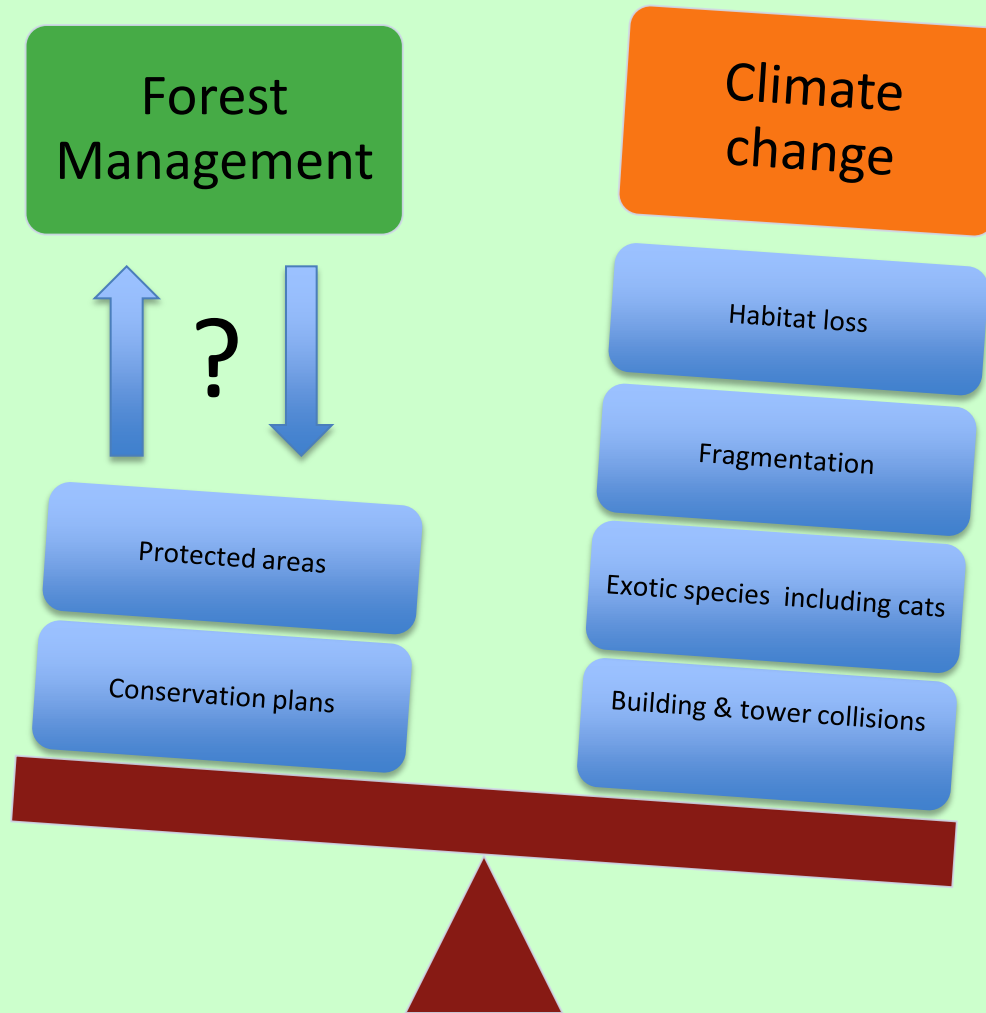 Forest
Management
?
Protected areas
Conservation plans
Climate
change
Habitat loss
Fragmentation
Exotic species  including cats
Building & tower collisions